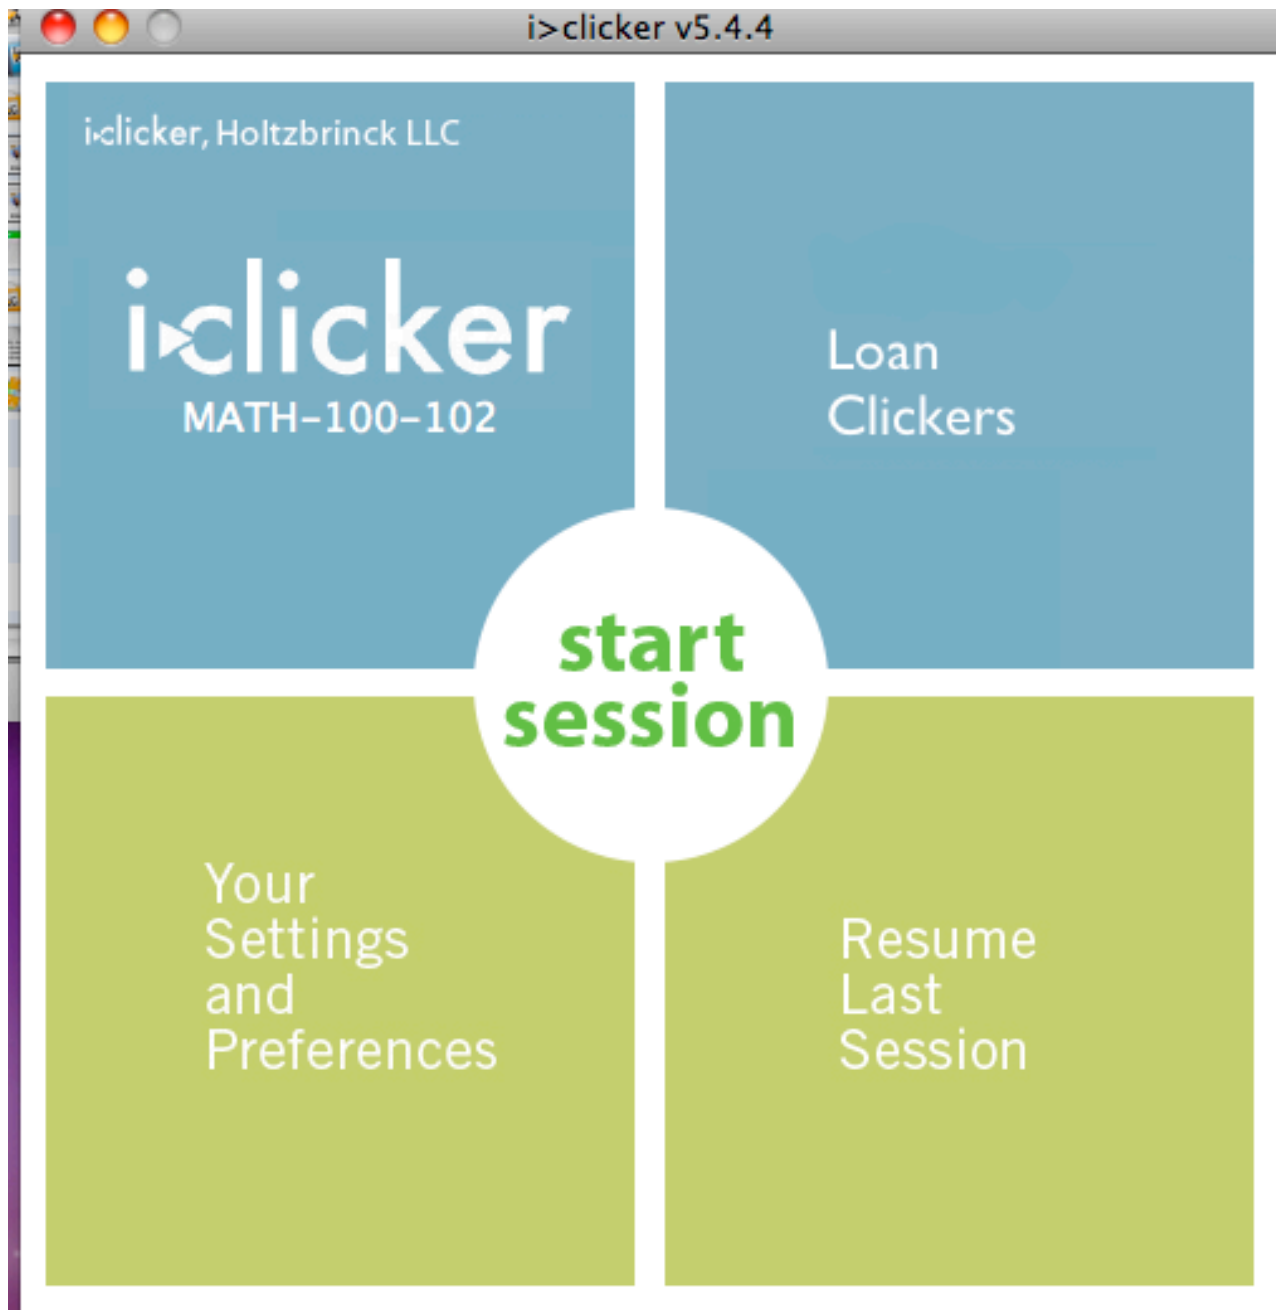 i>clicker v5.4.4
i>clicker, Holtzbrinck LLC
i>clicker
MATH-100-102
Loan
Clickers
start
session
Your
Settings
and
Preferences
Resume
Last
Session